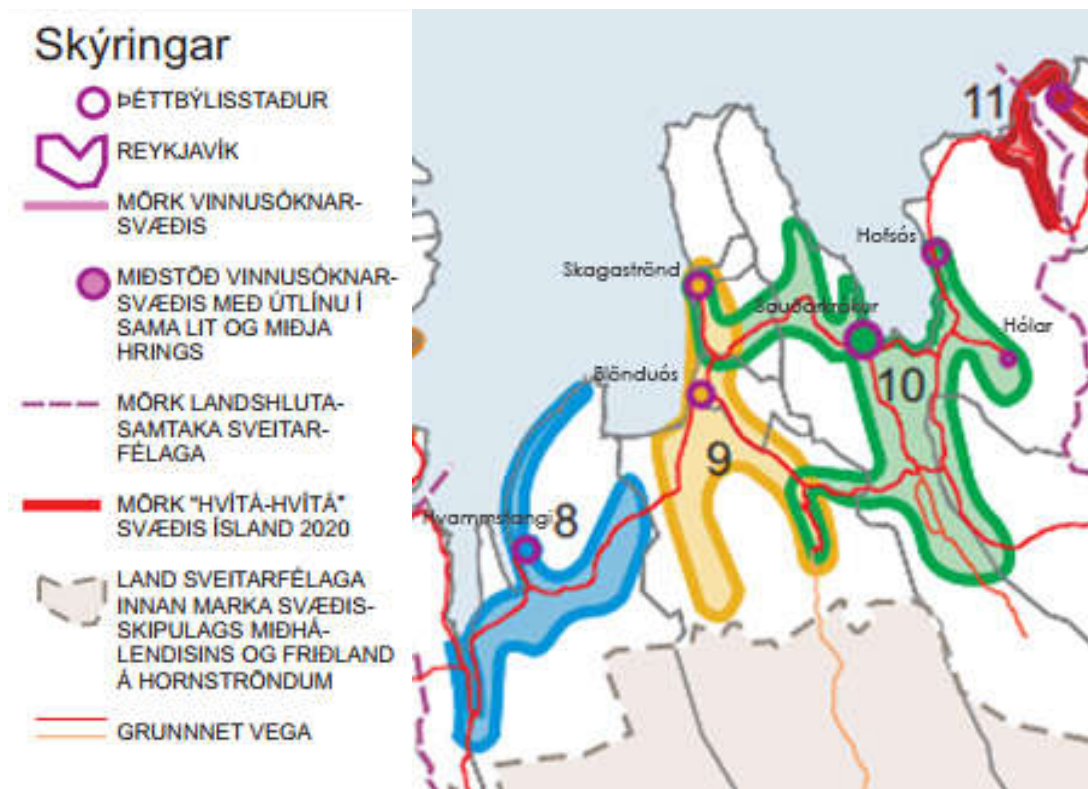 Skýringar
ÞÉTTBÝLISSTAÐUR
REYKJAVÍK
MÖRK VINNUSÓKNAR-
SVÆÐIS
MIÐSTÖÐ VINNUSÓKNAR-
SVÆÐIS MEÐ ÚTLÍNU Í
SAMA LIT OG MIÐJA
HRINGS
MÖRK LANDSHLUTA-
SAMTAKA SVEITAR-
FÉLAGA
MÖRK "HVÍTÁ-HVÍTÁ"
SVÆÐIS ÍSLAND 2020
LAND SVEITARFÉLAGA
INNAN MARKA SVÆÐIS-
SKIPULAGS MIÐHÁ-
LENDISINS OG FRIÐLAND
Á HORNSTRÖNDUM
GRUNNNET VEGA
11
Hofsós
Skagaströnd
Sauðárkrókur
Hólar
Blönduós
10
9
Hvammstangi
8